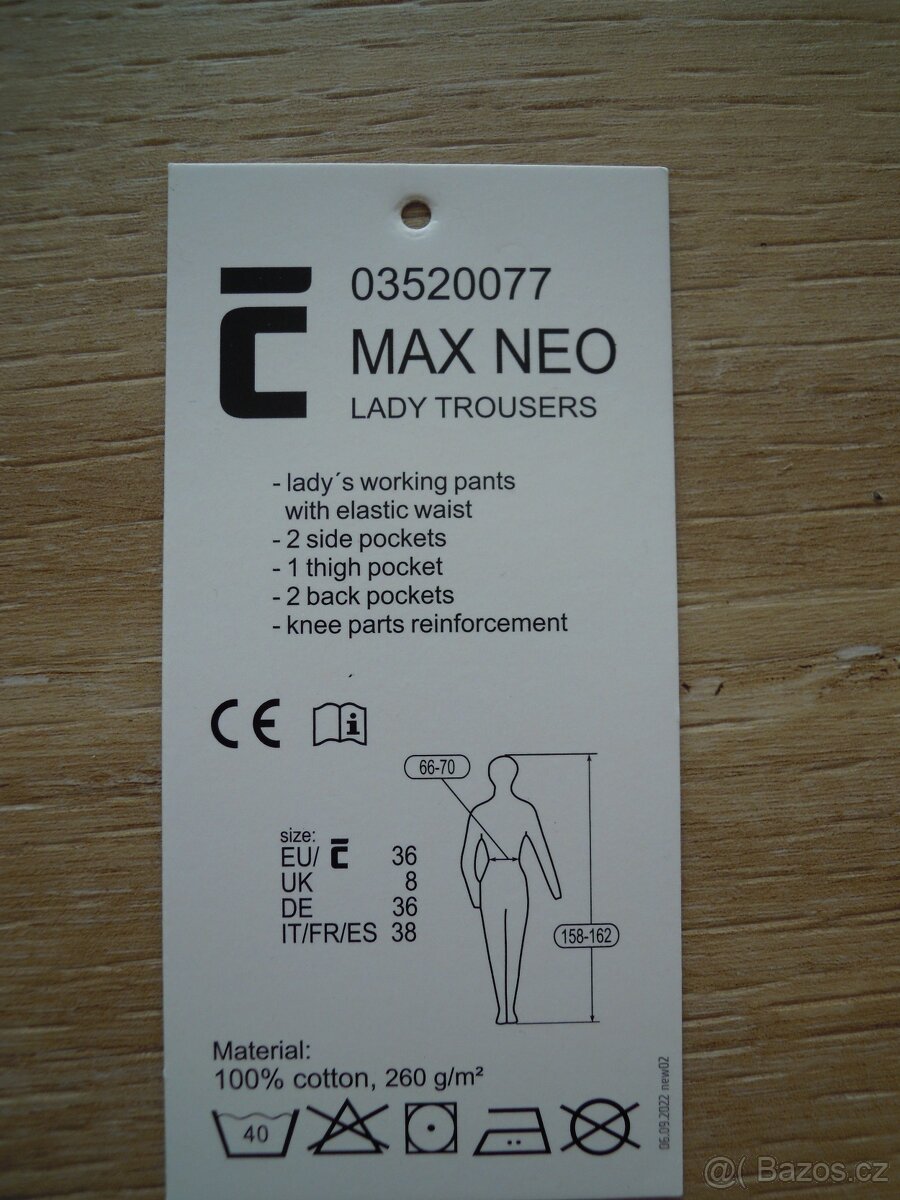 03520077
MAX NEO
LADY TROUSERS
- lady´s working pants
with elastic waist
- 2 side pockets
- 1 thigh pocket
- 2 back pockets
- knee parts reinforcement
CE
66-70
size:
EU/ C 36
UK 8
DE 36
IT/FR/ES 38
158-162
Material:
100% cotton, 260 g/m²
40
06.09.2022 new02
@( Bazos.cz